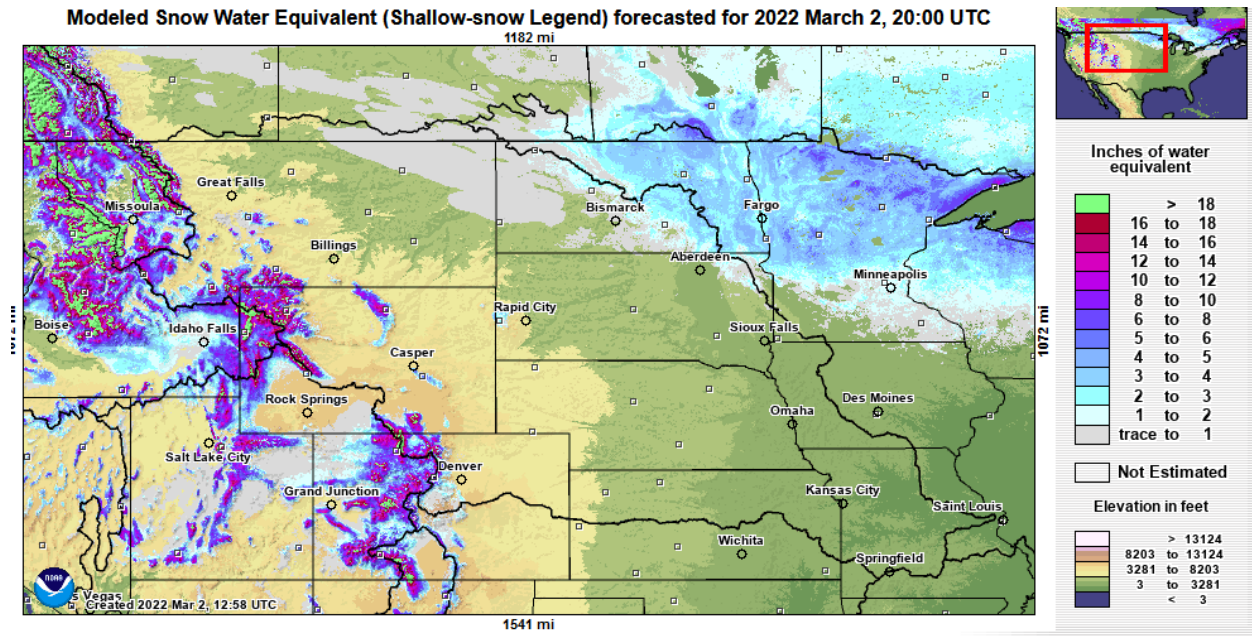 Modeled Snow Water Equivalent (Shallow-snow Legend) forecasted for 2022 March 2, 20:00 UTC
1182 mi
Great Falls
Missoula
Bismarck
Fargo
Billings
Aberdeen
Minneapolis
Rapid City
Boise
Idaho Falls
Sioux Falls
1072 mi
Casper
Rock Springs
Des Moines
Omaha
Salt Lake City
Denver
Grand Junction
Kansas City
Saint Louis
Wichita
Springfield
NOAA
s Vegas
Created 2022 Mar 2, 12:58 UTC
1541 mi
Inches of water
equivalent
> 18
16 to 18
14 to 16
12 to 14
10 to 12
8 to 10
6 to 8
5 to 6
4 to 5
3 to 4
2 to 3
1 to 2
trace to 1
Not Estimated
Elevation in feet
> 13124
8203 to 13124
3281 to 8203
3 to 3281
< 3